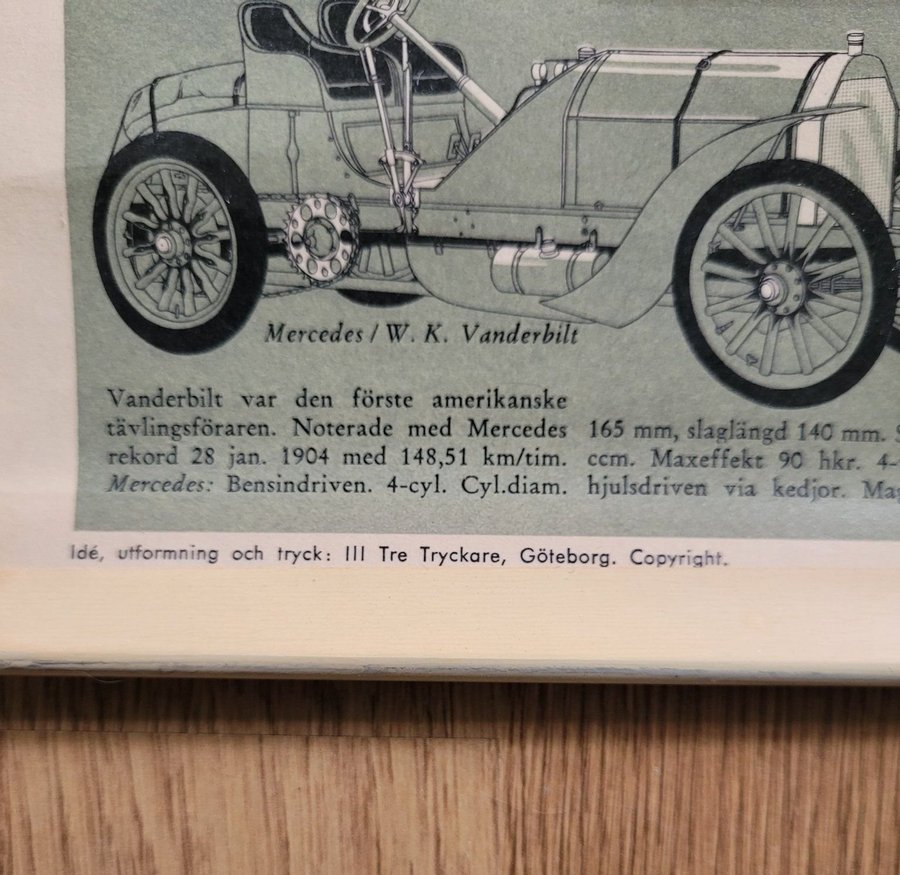 Mercedes / W. K. Vanderbilt
Vanderbilt var den förste amerikanske
tävlingsföraren. Noterade med Mercedes
rekord 28 jan. 1904 med 148,51 km/tim.
Mercedes: Bensindriven. 4-cyl. Cyl.diam.
165 mm, slaglängd 140 mm.
ccm. Maxeffekt 90 hkr. 4-
hjulsdriven via kedjor.
Idé, utformning och tryck: III Tre Tryckare, Göteborg. Copyright.